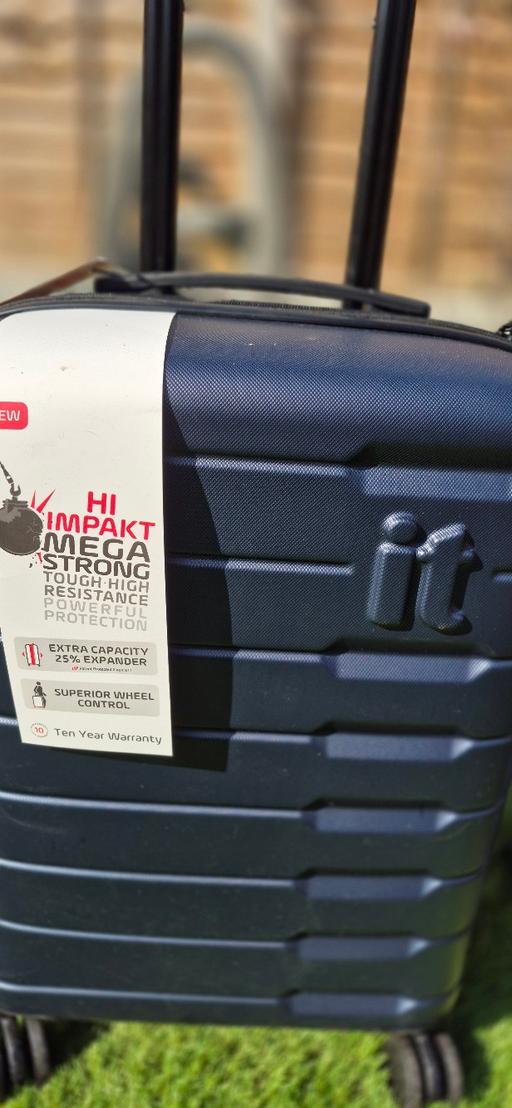 EW
HI
IMPAKT
MEGA
STRONG
TOUGH·HIGH
RESISTANCE
POWERFUL
PROTECTION
EXTRA CAPACITY
25% EXPANDER
SUPERIOR WHEEL
CONTROL
10 Ten Year Warranty
it